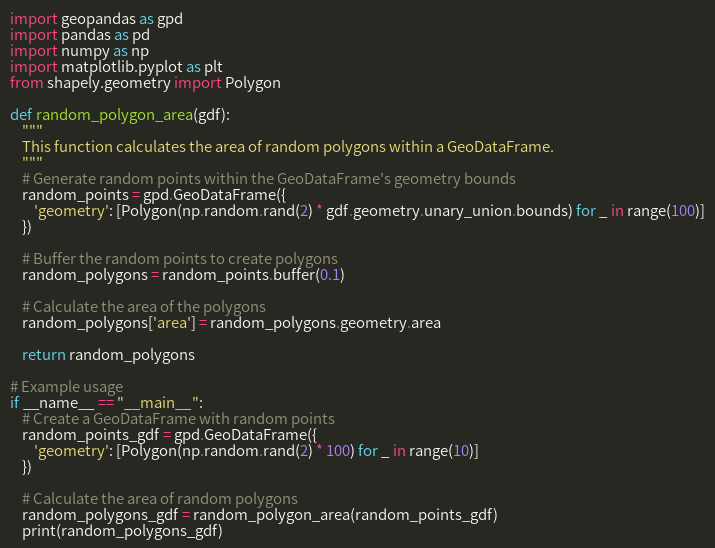 import geopandas as gpd
import pandas as pd
import numpy as np
import matplotlib.pyplot as plt
from shapely.geometry import Polygon

def random_polygon_area(gdf):
    """
    This function calculates the area of random polygons within a GeoDataFrame.
    """
    # Generate random points within the GeoDataFrame's geometry bounds
    random_points = gpd.GeoDataFrame({
        'geometry': [Polygon(np.random.rand(2) * gdf.geometry.unary_union.bounds) for _ in range(100)]
    })

    # Buffer the random points to create polygons
    random_polygons = random_points.buffer(0.1)

    # Calculate the area of the polygons
    random_polygons['area'] = random_polygons.geometry.area

    return random_polygons

# Example usage
if __name__ == "__main__":
    # Create a GeoDataFrame with random points
    random_points_gdf = gpd.GeoDataFrame({
        'geometry': [Polygon(np.random.rand(2) * 100) for _ in range(10)]
    })

    # Calculate the area of random polygons
    random_polygons_gdf = random_polygon_area(random_points_gdf)
    print(random_polygons_gdf)